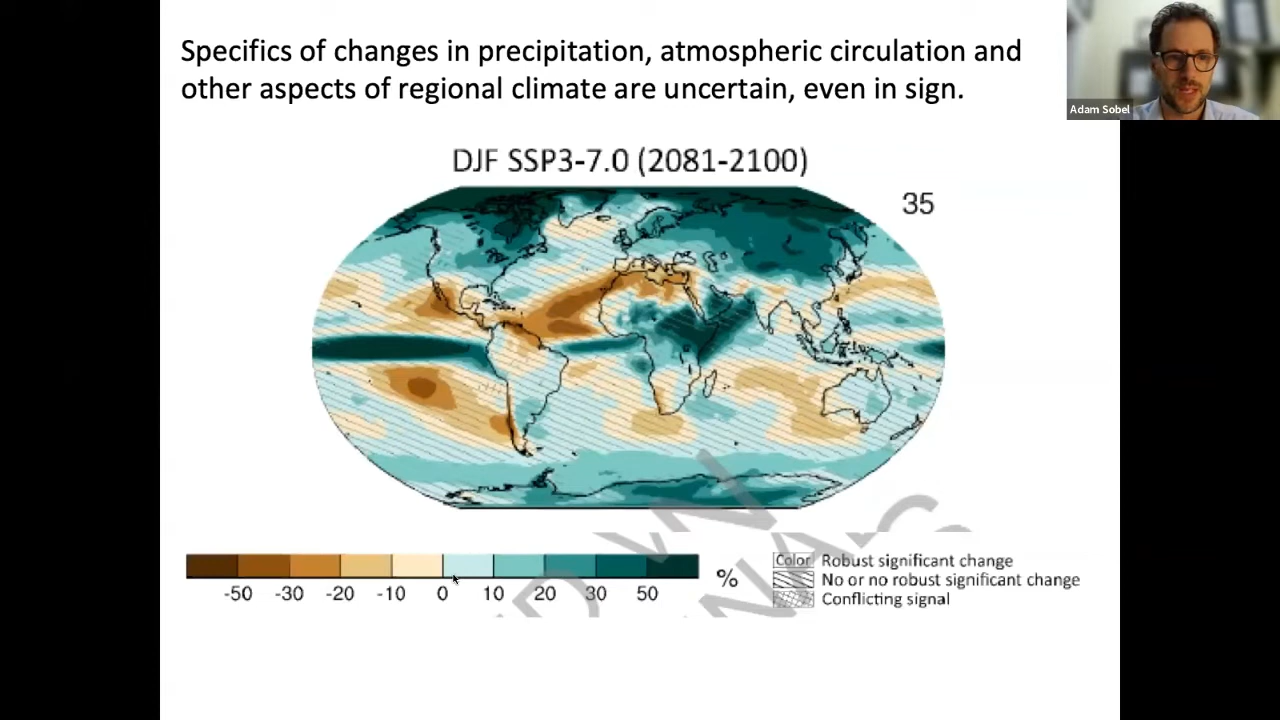 Specifics of changes in precipitation, atmospheric circulation and
other aspects of regional climate are uncertain, even in sign.
Adam Sobel
DJF SSP3-7.0 (2081-2100)
35
-50 -30 -20 -10 0 10 20 30 50 %
Color Robust significant change
No or no robust significant change
Conflicting signal